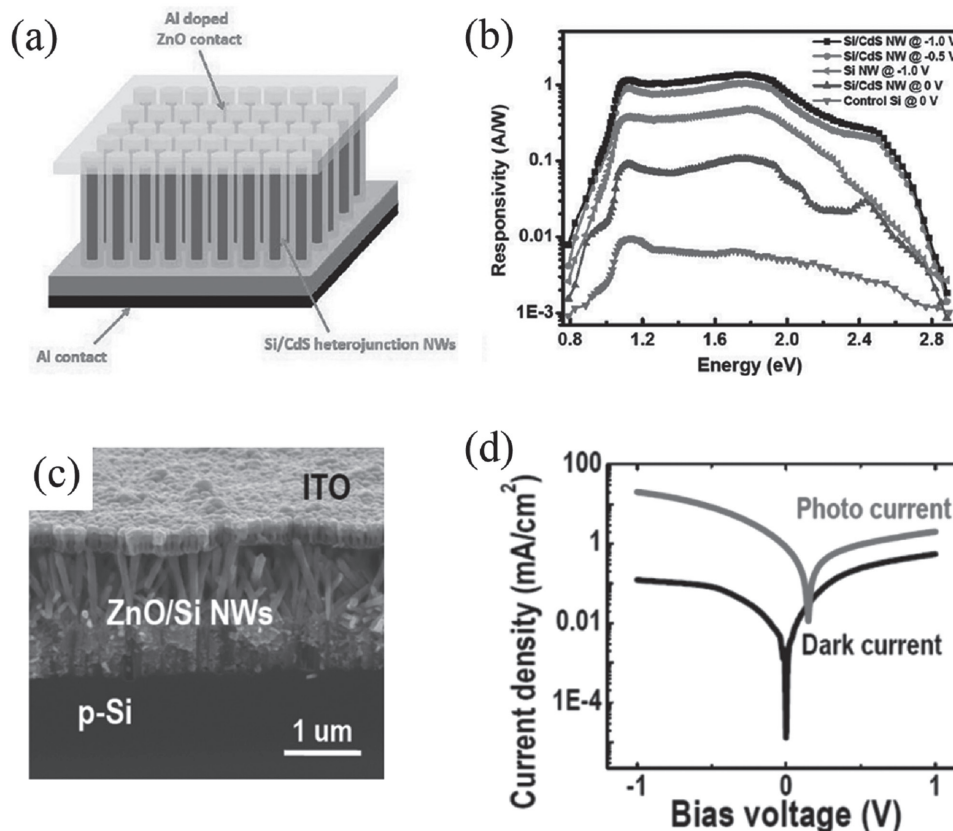 (a)
Al doped
ZnO contact
Al contact
Si/CdS heterojunction NWs
(b)
Responsivity (A/W)
1
0.1
0.01
1E-3
Si/CdS NW @ -1.0 V
Si/CdS NW @ -0.5 V
Si NW @ -1.0 V
Si/CdS NW @ 0 V
Control Si @ 0 V
0.8 1.2 1.6 2.0 2.4 2.8
Energy (eV)
(c)
ITO
ZnO/Si NWs
p-Si
1 um
(d)
Current density (mA/cm²)
100
1
0.01
1E-4
Photo current
Dark current
-1 0 1
Bias voltage (V)